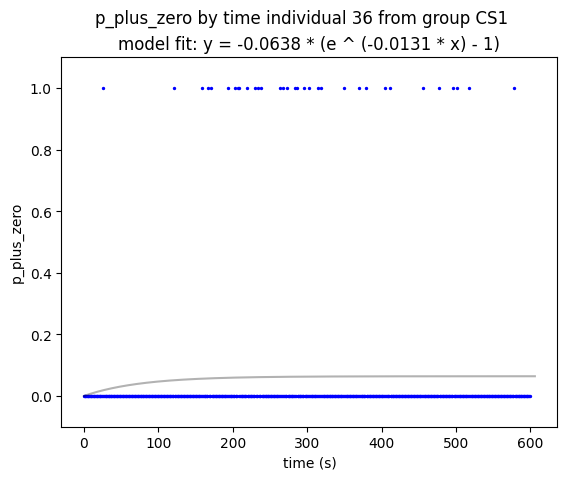 p_plus_zero by time individual 36 from group CS1
model fit: y = -0.0638 * (e ^ (-0.0131 * x) - 1)
1.0
0.8
0.6
0.4
0.2
0.0
p_plus_zero
0 100 200 300 400 500 600
time (s)